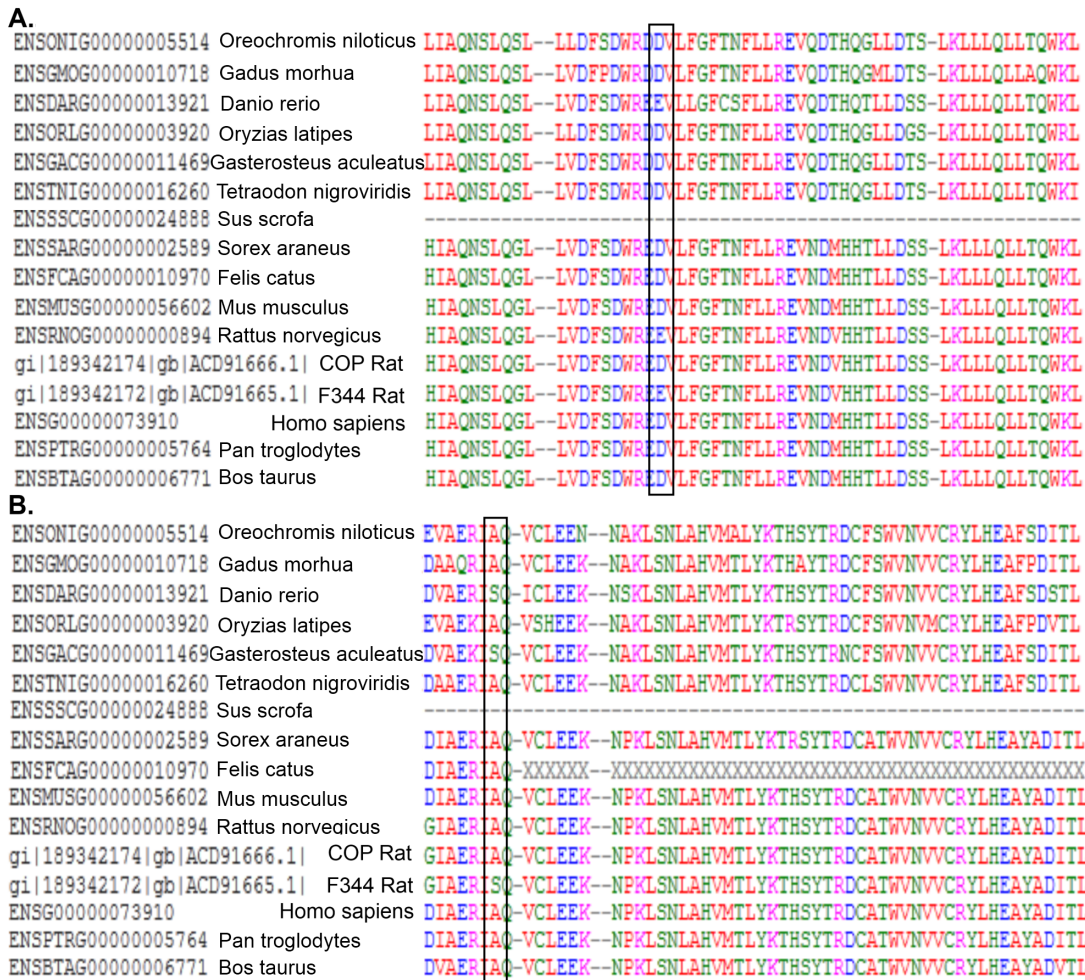 A.
ENSONIG00000005514 Oreochromis niloticus LIAQNSLQSL--LLDFSDWRDDVLFGFTNFLLREVQDTHQGLLDTS-LKLLLQLLTQWKL
ENSGMOG00000010718 Gadus morhua LIAQNSLQSL--LVDFPDWRDDVLFGFTNFLLREVQDTHQGMLDTS-LKLLLQLLAQWKL
ENSDARG00000013921 Danio rerio LIAQNSLQSL--LVDFSDWREEVLLGFCSFLLREVQDTHQTLLDSS-LKLLLQLLTQWKL
ENSORLG00000003920 Oryzias latipes LIAQNSLQSL--LLDFSDWRDDVLFGFTNFLLREVQDTHQGLLDGS-LKLLLQLLTQWRL
ENSGACG00000011469 Gasterosteus aculeatus LIAQNSLQSL--LVDFSDWRDDVLFGFTNFLLREVQDTHQGLLDTS-LKLLLQLLTQWKL
ENSTNIG00000016260 Tetraodon nigroviridis LIAQNSLQSL--LVDFSDWRDDVLFGFTNFLLREVQDTHQGLLDTS-LKLLLQLLTQWKI
ENSSSCG00000024888 Sus scrofa ------------------------------------------------------------
ENSSARG00000002589 Sorex araneus HIAQNSLQGL--LVDFSDWREDVLFGFTNFLLREVNDMHHTLLDSS-LKLLLQLLTQWKL
ENSFCAG00000010970 Felis catus HIAQNSLQGL--LVDFSDWREDVLFGFTNFLLREVNDMHHTLLDSS-LKLLLQLLTQWKL
ENSMUSG00000056602 Mus musculus HIAQNSLQGL--LVDFSDWREDVLFGFTNFLLREVNDMHHTLLDSS-LKLLLQLLTQWKL
ENSRNOG00000000894 Rattus norvegicus HIAQNSLQGL--LVDFSDWREEVLFGFTNFLLREVNDVHHTLLDSS-LKLLLQLLTQWKL
gi|189342174|gb|ACD91666.1| COP Rat HIAQNSLQGL--LVDFSDWREDVLFGFTNFLLREVNDVHHTLLDSS-LKLLLQLLTQWKL
gi|189342172|gb|ACD91665.1| F344 Rat HIAQNSLQGL--LVDFSDWREEVLFGFTNFLLREVNDVHHTLLDSS-LKLLLQLLTQWKL
ENSG00000073910 Homo sapiens HIAQNSLQGL--LVDFSDWREDVLFGFTNFLLREVNDMHHTLLDSS-LKLLLQLLTQWKL
ENSPTRG00000005764 Pan troglodytes HIAQNSLQGL--LVDFSDWREDVLFGFTNFLLREVNDMHHTLLDSS-LKLLLQLLTQWKL
ENSBTAG00000006771 Bos taurus HIAQNSLQGL--LVDFSDWREDVLFGFTNFLLREVNDMHHTLLDSS-LKLLLQLLTQWKL
B.
ENSONIG00000005514 Oreochromis niloticus EVAERIAQ-VCLEEN--NAKLSNLAHVMALYKTHSYTRDCFSWVNVVCRYLHEAFSDITL
ENSGMOG00000010718 Gadus morhua DAAQRIAQ-VCLEEK--NAKLSNLAHVMTLYKTHAYTRDCFSWVNVVCRYLHEAFPDITL
ENSDARG00000013921 Danio rerio DVAERISQ-ICLEEK--NSKLSNLAHVMTLYKTHSYTRDCFSWVNVVCRYLHEAFSDSTL
ENSORLG00000003920 Oryzias latipes EVAEKIAQ-VSHEEK--NAKLSNLAHVMTLYKTRSYTRDCFSWVNVMCRYLHEAFPDVTL
ENSGACG00000011469 Gasterosteus aculeatus DVAEKTSQ-VCLEEK--NAKLSNLAHVMTLYKTHSYTRNCFSWVNVVCRYLHEAFSDITL
ENSTNIG00000016260 Tetraodon nigroviridis DAAERIAQ-VCLEEK--NAKLSNLAHVMTLYKTHSYTRDCLSWVNVVCRYLHEAFSDITL
ENSSSCG00000024888 Sus scrofa ------------------------------------------------------------
ENSSARG00000002589 Sorex araneus DIAERIAQ-VCLEEK--NPKLSNLAHVMTLYKTRSYTRDCATWVNVVCRYLHEAYADITL
ENSFCAG00000010970 Felis catus DIAERIAQ-XXXXXX--XXXXXXXXXXXXXXXXXXXXXXXXXXXXXXXXXXXXXXXXXXX
ENSMUSG00000056602 Mus musculus DIAERIAQ-VCLEEK--NPKLSNLAHVMTLYKTHSYTRDCATWVNVVCRYLHEAYADITL
ENSRNOG00000000894 Rattus norvegicus GIAERIAQ-VCLEEK--NPKLSNLAHVMTLYKTHSYTRDCATWVNVVCRYLHEAYADITL
gi|189342174|gb|ACD91666.1| COP Rat GIAERIAQ-VCLEEK--NPKLSNLAHVMTLYKTHSYTRDCATWVNVVCRYLHEAYADITL
gi|189342172|gb|ACD91665.1| F344 Rat GIAERISQ-VCLEEK--NPKLSNLAHVMTLYKTHSYTRDCATWVNVVCRYLHEAYADITL
ENSG00000073910 Homo sapiens DIAERIAQ-VCLEEK--NPKLSNLAHVMTLYKTHSYTRDCATWVNVVCRYLHEAYADITL
ENSPTRG00000005764 Pan troglodytes DIAERIAQ-VCLEEK--NPKLSNLAHVMTLYKTHSYTRDCATWVNVVCRYLHEAYADITL
ENSBTAG00000006771 Bos taurus DVAERIAQ-VCLEEK--NPKLSNLAHVMTLYKTHSYTRDCATWVNVVCRYLHEAYADVTL